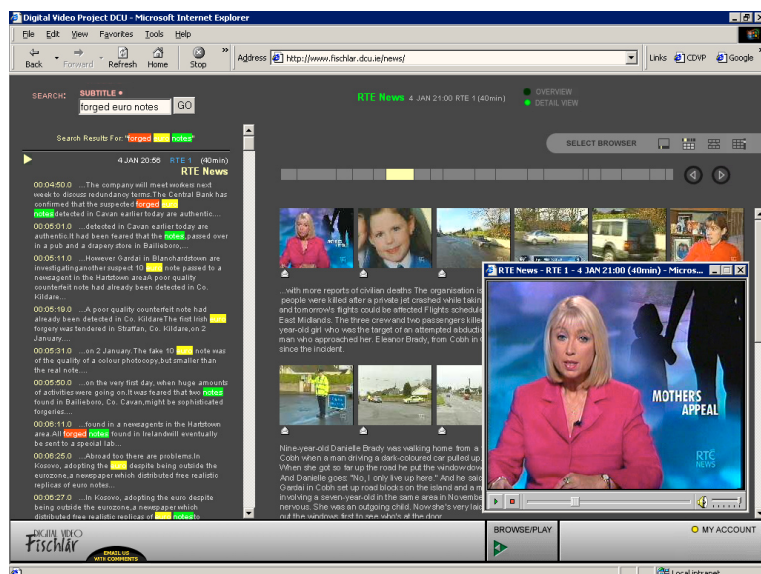 Digital Video Project DCU - Microsoft Internet Explorer
File Edit View Favorites Tools Help
Back Forward Refresh Home Stop
Address http://www.fischlar.dcu.ie/news/
Links CDVP Google
SEARCH: SUBTITLE
forged euro notes GO
RTE News 4 JAN 21:00 RTE 1 (40min)
OVERVIEW
DETAIL VIEW
Search Results For: "forged euro notes"
SELECT BROWSER
4 JAN 20:56 RTE 1 (40min)
RTE News
00:04:50.0 ...The company will meet workers next
week to discuss redundancy terms.The Central Bank has
confirmed that the suspected forged euro
notes detected in Cavan earlier today are authentic....
00:05:01.0 ...detected in Cavan earlier today are
authentic.It had been feared that the notes,passed over
in a pub and a drapery store in Bailieboro,...
00:05:11.0 ...However Gardai in Blanchardstown are
investigatinganother suspect 10 euro note passed to a
newsagent in the Hartstown areaA poor quality
counterfeit note had already been detected in Co.
Kildare...
00:05:19.0 ...A poor quality counterfeit note had
already been detected in Co. KildareThe first Irish euro
forgery was tendered in Straffan, Co. Kildare,on 2
January....
00:05:31.0 ...on 2 January.The fake 10 euro note was
of the quality of a colour photocopy,but smaller than
the real note....
00:05:50.0 ...on the very first day, when huge amounts
of activities were going on.It was feared that two notes
found in Bailieboro, Co. Cavan,might be sophisticated
forgeries....
00:06:11.0 ...found in a newsagents in the Hartstown
area.All forged notes found in Irelandwill eventually
be sent to a special lab...
00:06:25.0 ...Abroad too there are problems.In
Kosovo, adopting the euro despite being outside the
eurozone,a newspaper which distributed free realistic
replicas of euro notes...
00:06:27.0 ...In Kosovo, adopting the euro despite
being outside the eurozone,a newspaper which
distributed free realistic replicas of euro notes to
...with more reports of civilian deaths The organisation is
people were killed after a private jet crashed while takin
and tomorrow's flights could be affected Flights schedule
East Midlands. The three crew and two passengers kille
year-old girl who was the target of an attempted abducti
man who approached her. Eleanor Brady, from Cobh in C
since the incident.
Nine-year-old Danielle Brady was walking home from a
Cobh when a man driving a dark-coloured car pulled up.
When she got so far up the road he put the window dow
And Danielle goes: "No, I only live up here." And he said
Gardai in Cobh set up road blocks on the island and a m
involving a seven-year-old in the same area in Novembe
nervous. She was an outgoing child. Now she's very laid
out the windows first to see who's at the door.
RTE News - RTE 1 - 4 JAN 21:00 (40min) - Micros...
MOTHERS
APPEAL
RTÉ
NEWS
DIGITAL VIDEO
Físchlár
EMAIL US
WITH COMMENTS
BROWSE/PLAY
MY ACCOUNT
Local intranet